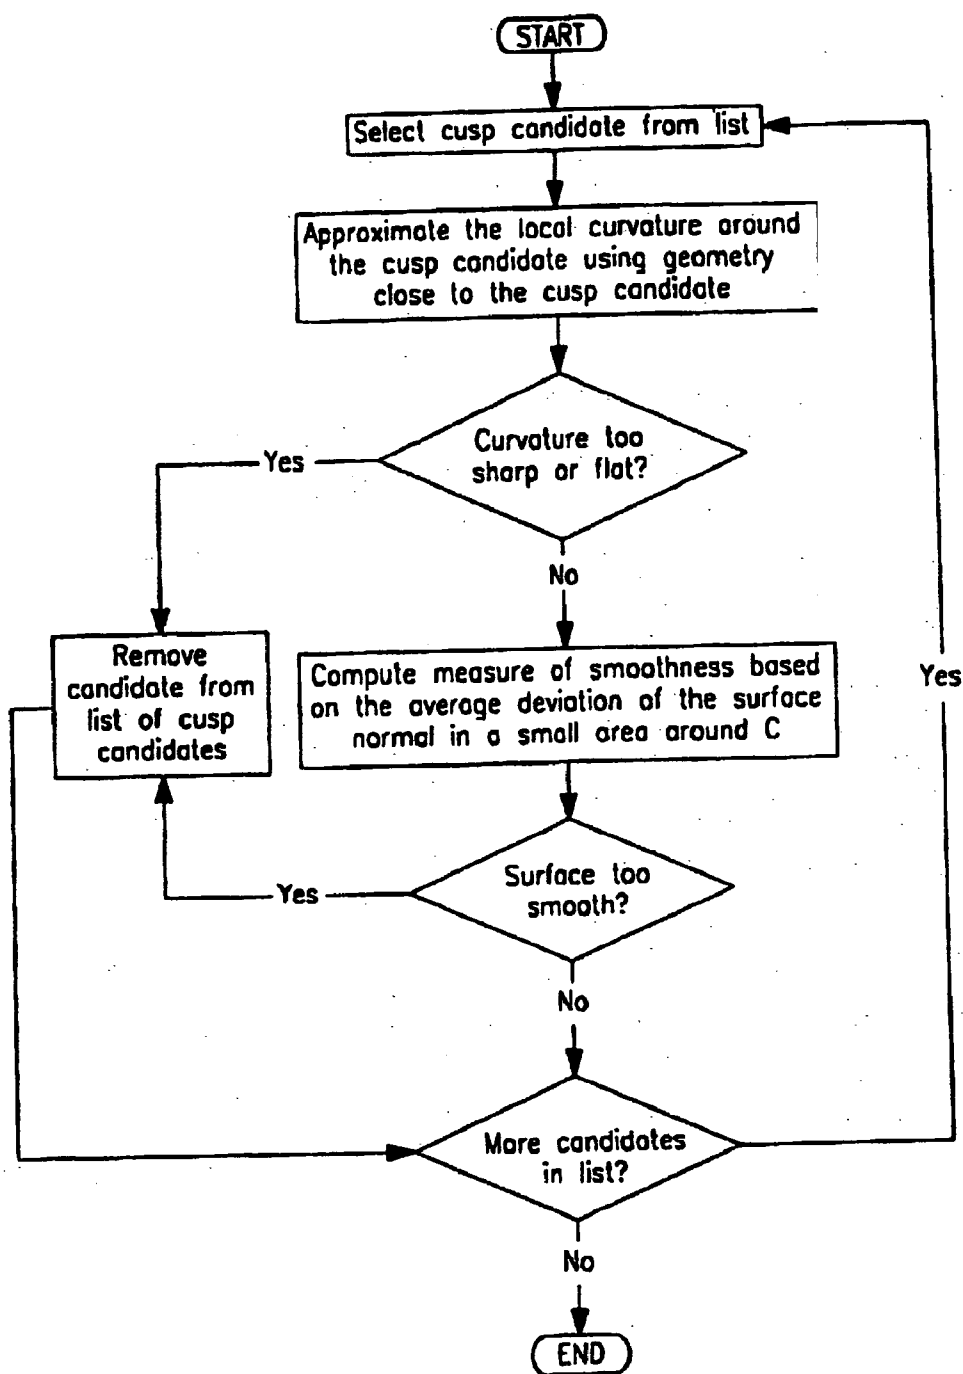 START
Select cusp candidate from list
Approximate the local curvature around
the cusp candidate using geometry
close to the cusp candidate
Curvature too
sharp or flat?
Yes
No
Remove
candidate from
list of cusp
candidates
Compute measure of smoothness based
on the average deviation of the surface
normal in a small area around C
Yes
Surface too
smooth?
Yes
No
More candidates
in list?
No
END